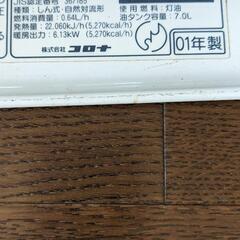 JIS認証番号 367165
種類：しん式・自然対流形
燃料消費量：0.64L/h
発熱量：22.060kJ/h(5,270kcal/h)
暖房出力：6.13kW(5,270kcal/h)
株式会社 コロナ
使用燃料：灯油
油タンク容量：7.0L
01年製